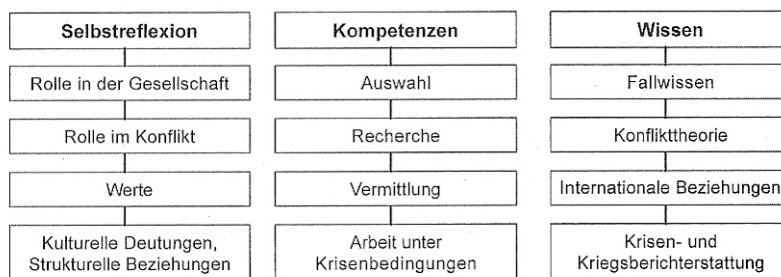 Selbstreflexion
Rolle in der Gesellschaft
Rolle im Konflikt
Werte
Kulturelle Deutungen,
Strukturelle Beziehungen
Kompetenzen
Auswahl
Recherche
Vermittlung
Arbeit unter
Krisenbedingungen
Wissen
Fallwissen
Konflikttheorie
Internationale Beziehungen
Krisen- und
Kriegsberichterstattung